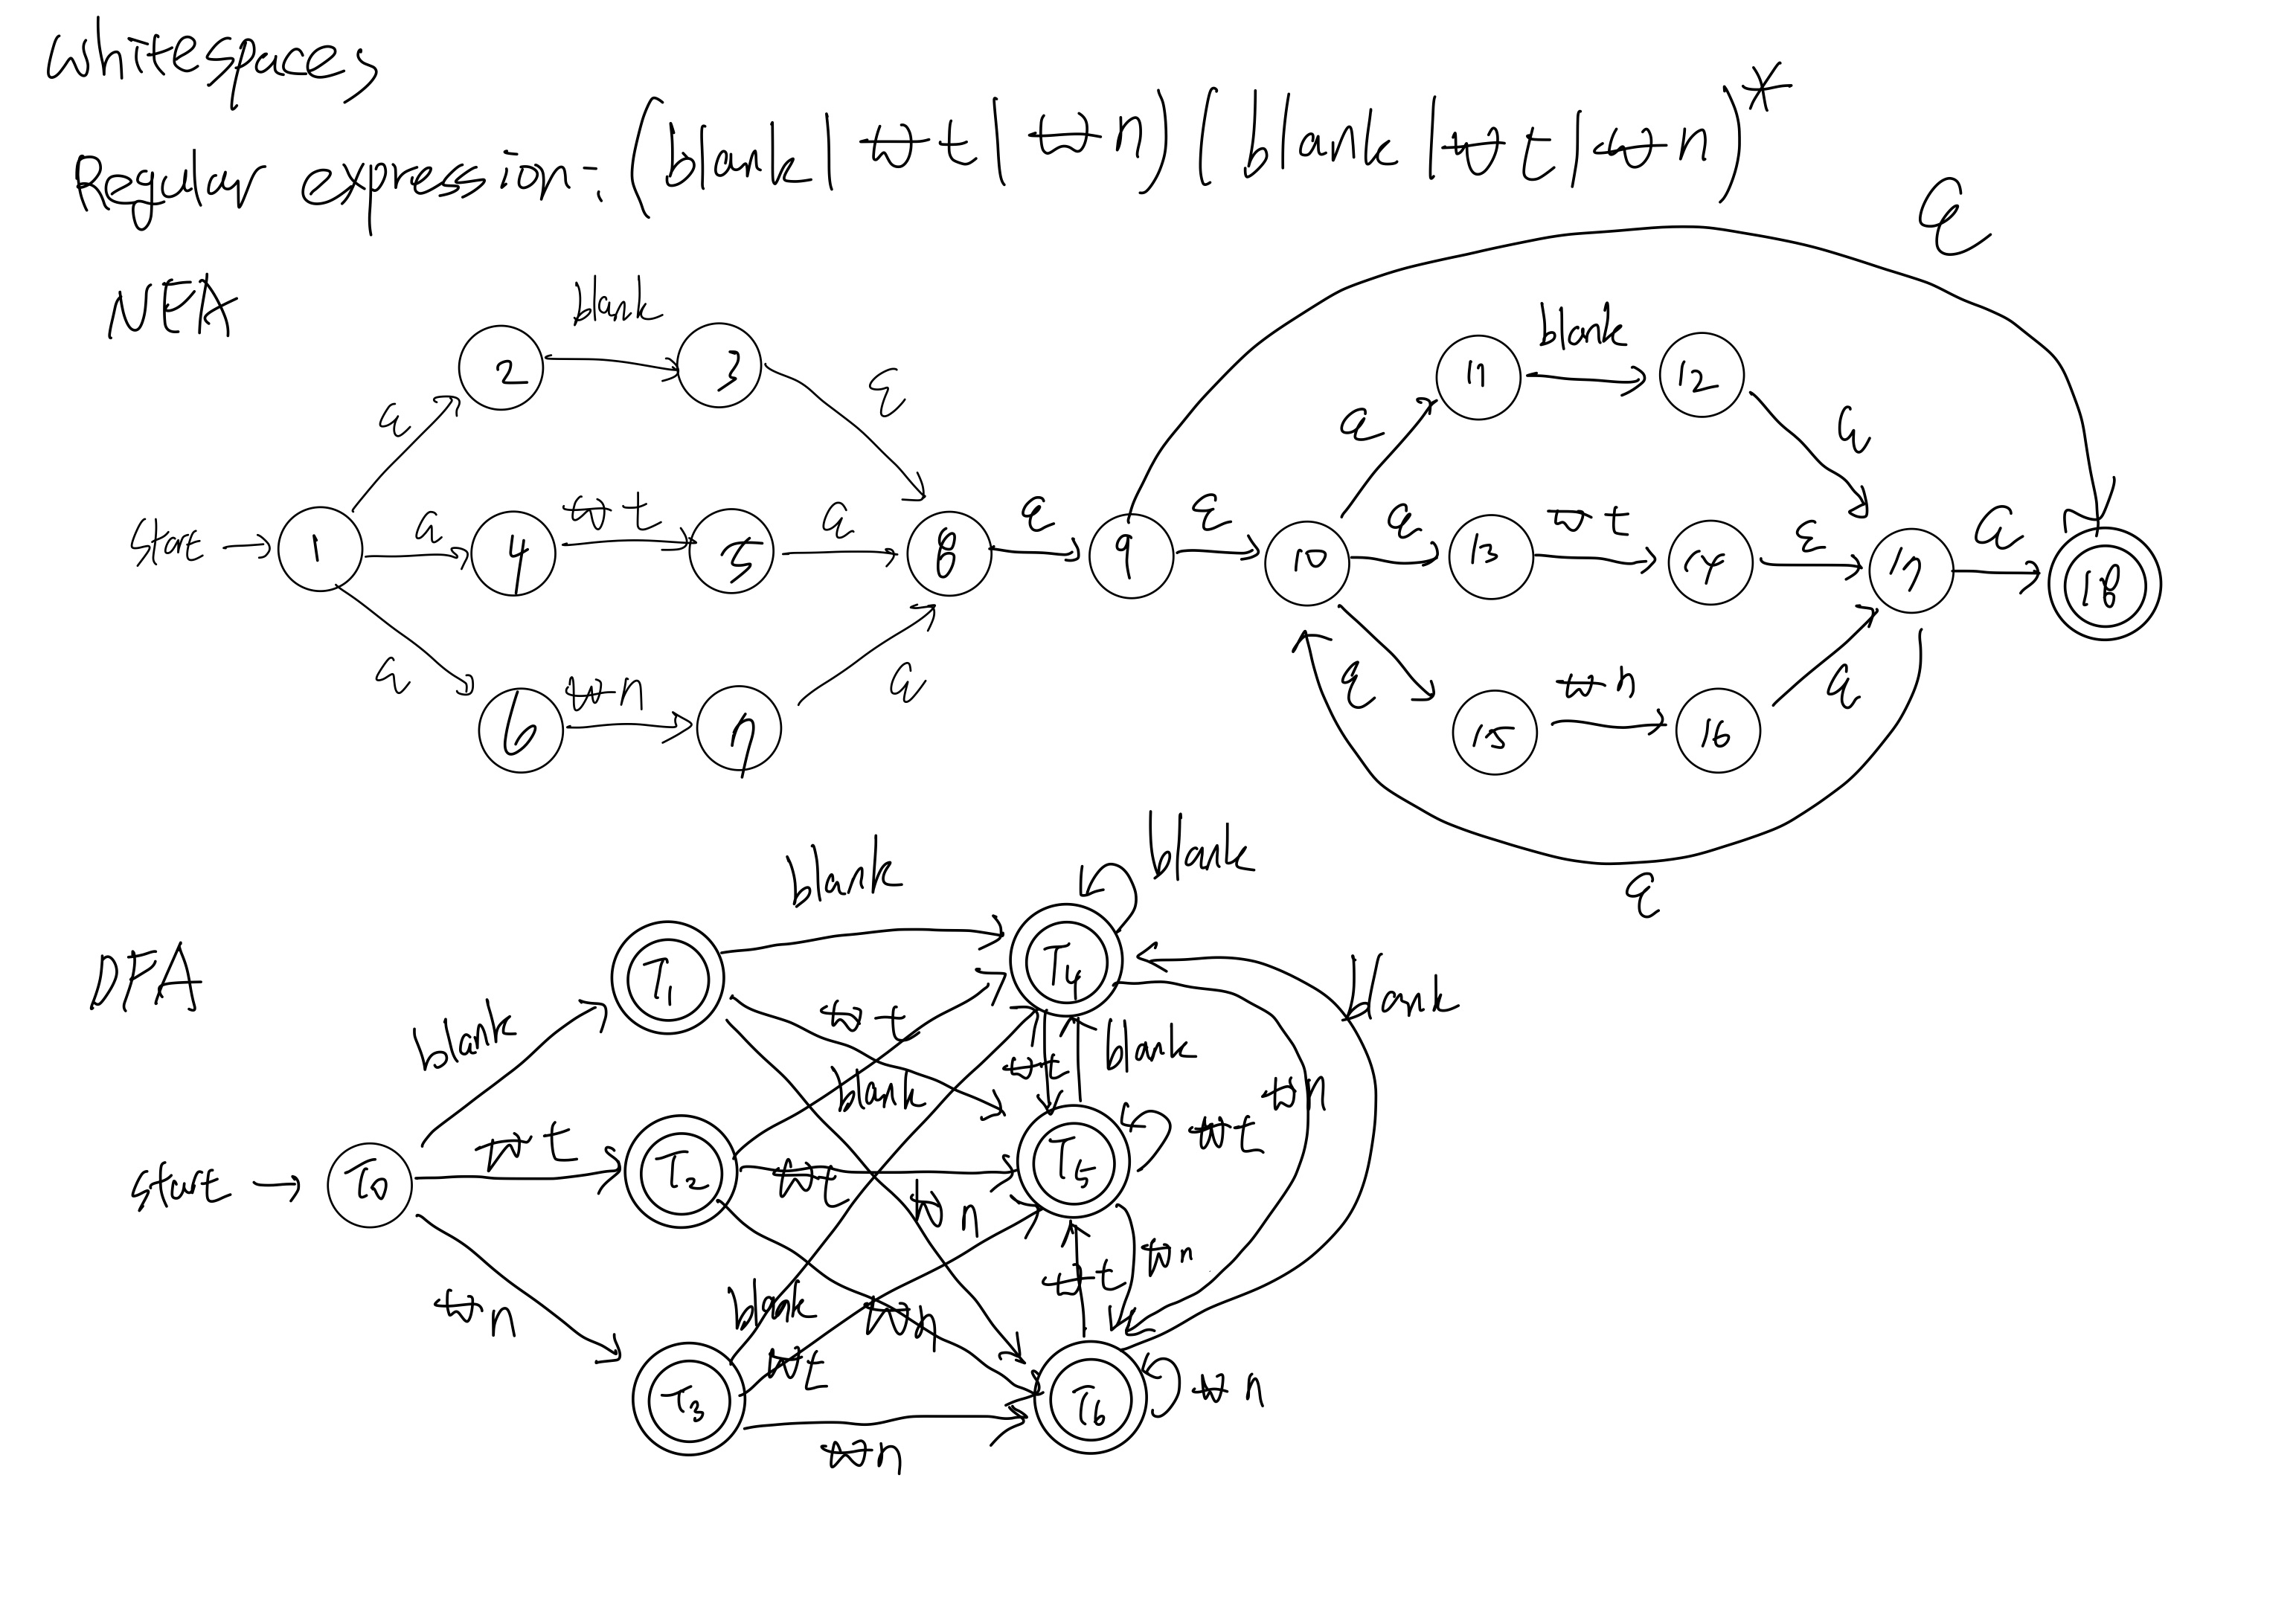 Whitespaces
Regular expression: (blank | ₩t | ₩n) (blank | ₩t | ₩n)*
NFA
ε
blank
blank
2
3
11
12
ε
ε
ε
ε
start
1
ε
4
₩t
5
ε
8
ε
9
ε
10
ε
13
₩t
14
ε
17
ε
18
ε
6
₩n
7
ε
ε
15
₩n
16
ε
ε
DFA
blank
blank
T1
T4
blank
blank
₩t
₩t
blank
blank
₩n
start
T0
₩t
T2
₩t
T5
₩t
₩n
₩n
blank
₩n
₩t
₩n
T3
₩t
T6
₩n
₩n